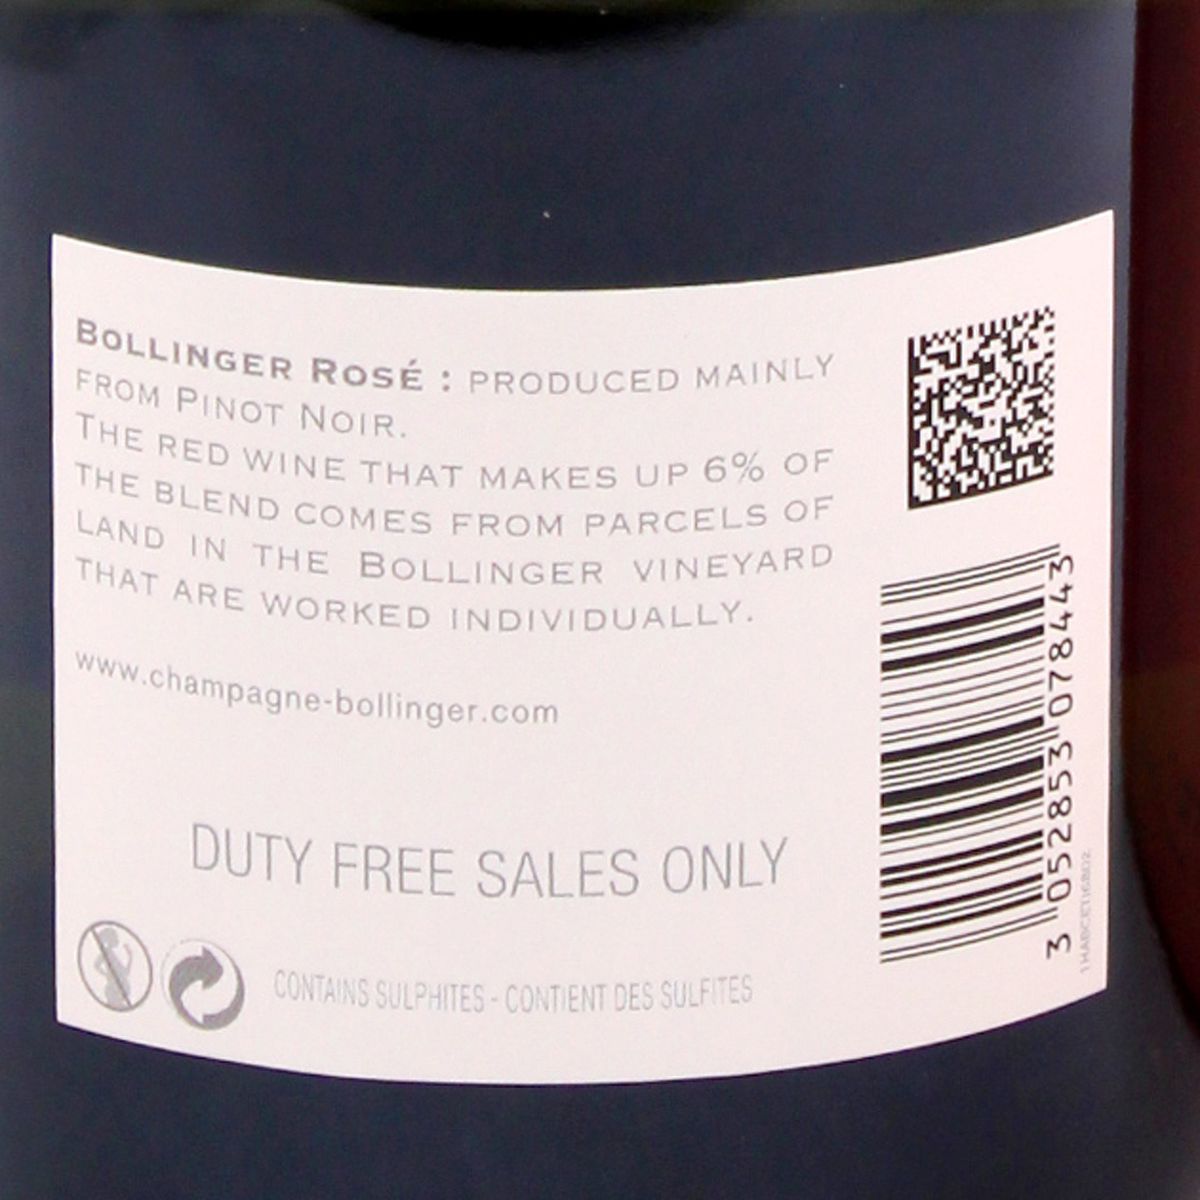 BOLLINGER ROSÉ : PRODUCED MAINLY
FROM PINOT NOIR.
THE RED WINE THAT MAKES UP 6% OF
THE BLEND COMES FROM PARCELS OF
LAND IN THE BOLLINGER VINEYARD
THAT ARE WORKED INDIVIDUALLY.
www.champagne-bollinger.com
DUTY FREE SALES ONLY
CONTAINS SULPHITES - CONTIENT DES SULFITES
3 052853 078443